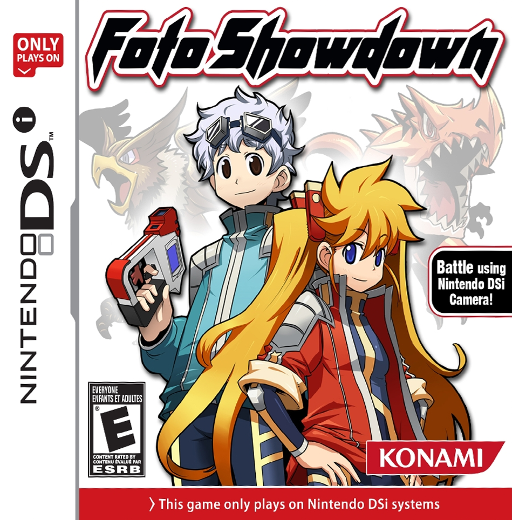 ONLY
PLAYS ON
Foto Showdown
NINTENDO DSi™
Battle using
Nintendo DSi
Camera!
EVERYONE
ENFANTS ET ADULTES
E
®
CONTENT RATED BY
CONTENU ÉVALUÉ PAR
ESRB
KONAMI
This game only plays on Nintendo DSi systems